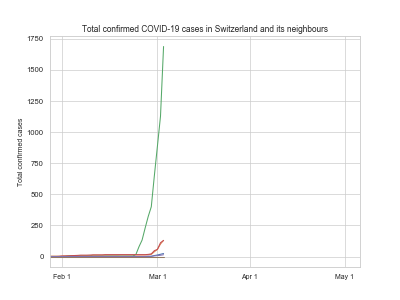 Total confirmed COVID-19 cases in Switzerland and its neighbours
1750
1500
1250
1000
750
500
250
0
Total confirmed cases
Feb 1
Mar 1
Apr 1
May 1